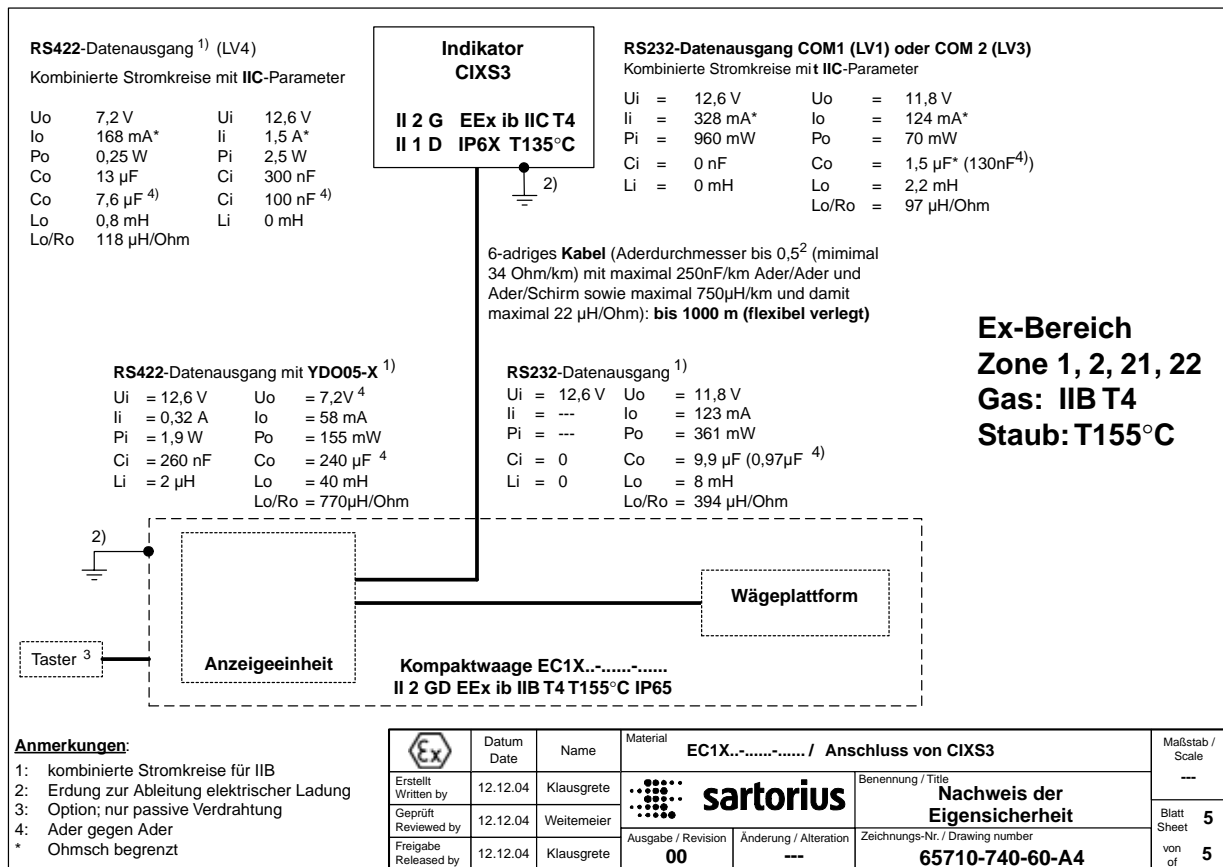 RS422-Datenausgang 1) (LV4)
Kombinierte Stromkreise mit IIC-Parameter
Uo 7,2 V Ui 12,6 V
Io 168 mA* Ii 1,5 A*
Po 0,25 W Pi 2,5 W
Co 13 µF Ci 300 nF
Co 7,6 µF 4) Ci 100 nF 4)
Lo 0,8 mH Li 0 mH
Lo/Ro 118 µH/Ohm
Indikator
CIXS3
II 2 G EEx ib IIC T4
II 1 D IP6X T135°C
2)
RS232-Datenausgang COM1 (LV1) oder COM 2 (LV3)
Kombinierte Stromkreise mit IIC-Parameter
Ui = 12,6 V Uo = 11,8 V
Ii = 328 mA* Io = 124 mA*
Pi = 960 mW Po = 70 mW
Ci = 0 nF Co = 1,5 µF* (130nF4))
Li = 0 mH Lo = 2,2 mH
Lo/Ro = 97 µH/Ohm
6-adriges Kabel (Aderdurchmesser bis 0,5² (mimimal
34 Ohm/km) mit maximal 250nF/km Ader/Ader und
Ader/Schirm sowie maximal 750µH/km und damit
maximal 22 µH/Ohm): bis 1000 m (flexibel verlegt)
Ex-Bereich
Zone 1, 2, 21, 22
Gas: IIB T4
Staub: T155°C
RS422-Datenausgang mit YDO05-X 1)
Ui = 12,6 V Uo = 7,2V 4
Ii = 0,32 A Io = 58 mA
Pi = 1,9 W Po = 155 mW
Ci = 260 nF Co = 240 µF 4
Li = 2 µH Lo = 40 mH
Lo/Ro = 770µH/Ohm
RS232-Datenausgang 1)
Ui = 12,6 V Uo = 11,8 V
Ii = --- Io = 123 mA
Pi = --- Po = 361 mW
Ci = 0 Co = 9,9 µF (0,97µF 4)
Li = 0 Lo = 8 mH
Lo/Ro = 394 µH/Ohm
2)
Wägeplattform
Taster 3
Anzeigeeinheit
Kompaktwaage EC1X..-......-......
II 2 GD EEx ib IIB T4 T155°C IP65
Anmerkungen:
1: kombinierte Stromkreise für IIB
2: Erdung zur Ableitung elektrischer Ladung
3: Option; nur passive Verdrahtung
4: Ader gegen Ader
* Ohmsch begrenzt
Ex
Datum
Date
Name
Material
EC1X..-......-...... / Anschluss von CIXS3
Maßstab /
Scale
---
Erstellt
Written by
12.12.04
Klausgrete
sartorius
Benennung / Title
Nachweis der
Eigensicherheit
Geprüft
Reviewed by
12.12.04
Weitemeier
Blatt
Sheet
5
Freigabe
Released by
12.12.04
Klausgrete
Ausgabe / Revision
00
Änderung / Alteration
---
Zeichnungs-Nr. / Drawing number
65710-740-60-A4
von
of
5